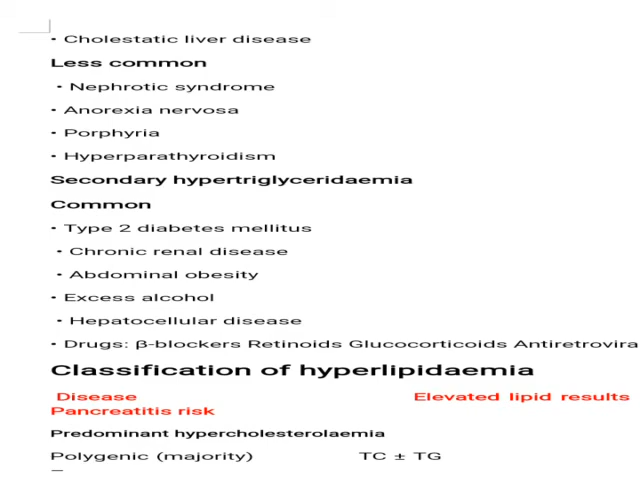 • Cholestatic liver disease
Less common
• Nephrotic syndrome
• Anorexia nervosa
• Porphyria
• Hyperparathyroidism
Secondary hypertriglyceridaemia
Common
• Type 2 diabetes mellitus
• Chronic renal disease
• Abdominal obesity
• Excess alcohol
• Hepatocellular disease
• Drugs: β-blockers Retinoids Glucocorticoids Antiretrovira
Classification of hyperlipidaemia
Disease Elevated lipid results
Pancreatitis risk
Predominant hypercholesterolaemia
Polygenic (majority) TC ± TG